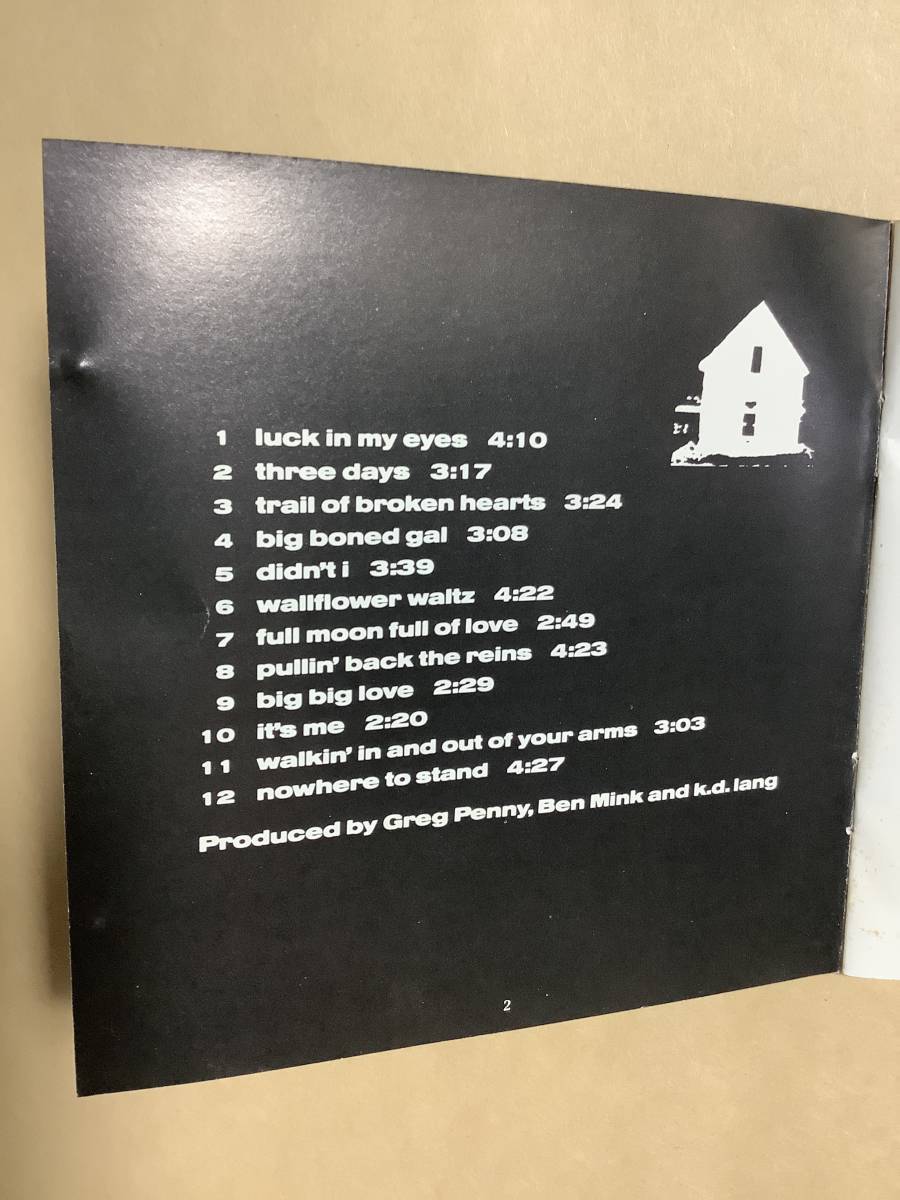 1 luck in my eyes 4:10
2 three days 3:17
3 trail of broken hearts 3:24
4 big boned gal 3:08
5 didn't i 3:39
6 wallflower waltz 4:22
7 full moon full of love 2:49
8 pullin' back the reins 4:23
9 big big love 2:29
10 it's me 2:20
11 walkin' in and out of your arms 3:03
12 nowhere to stand 4:27
Produced by Greg Penny, Ben Mink and k.d. lang
2